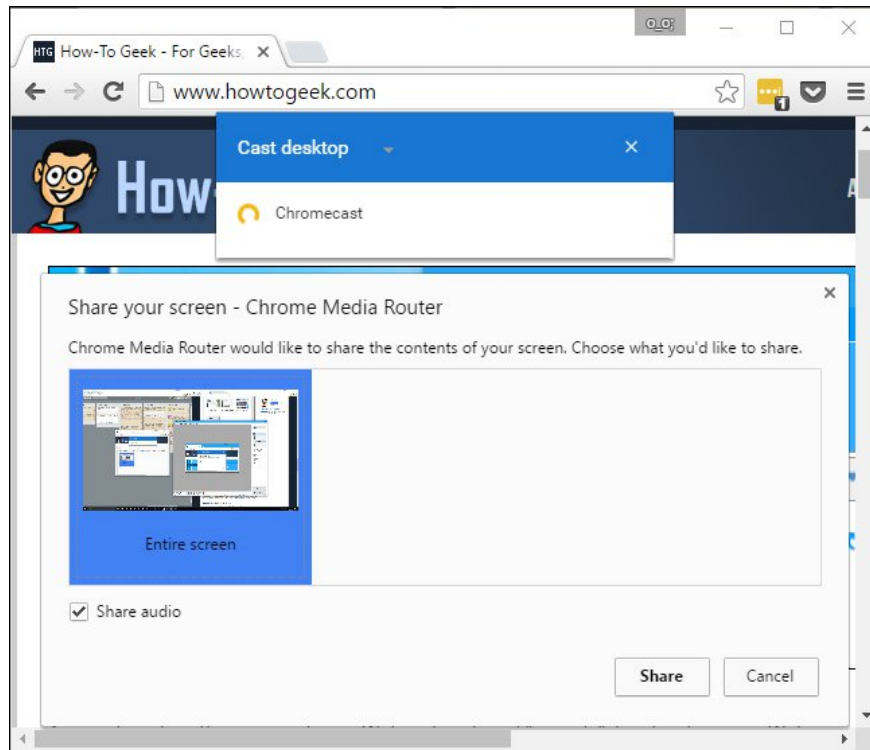 O_O;
HTG How-To Geek - For Geeks,
www.howtogeek.com
1
How-
A
Cast desktop
Chromecast
Share your screen - Chrome Media Router
Chrome Media Router would like to share the contents of your screen. Choose what you'd like to share.
Entire screen
Share audio
Share Cancel